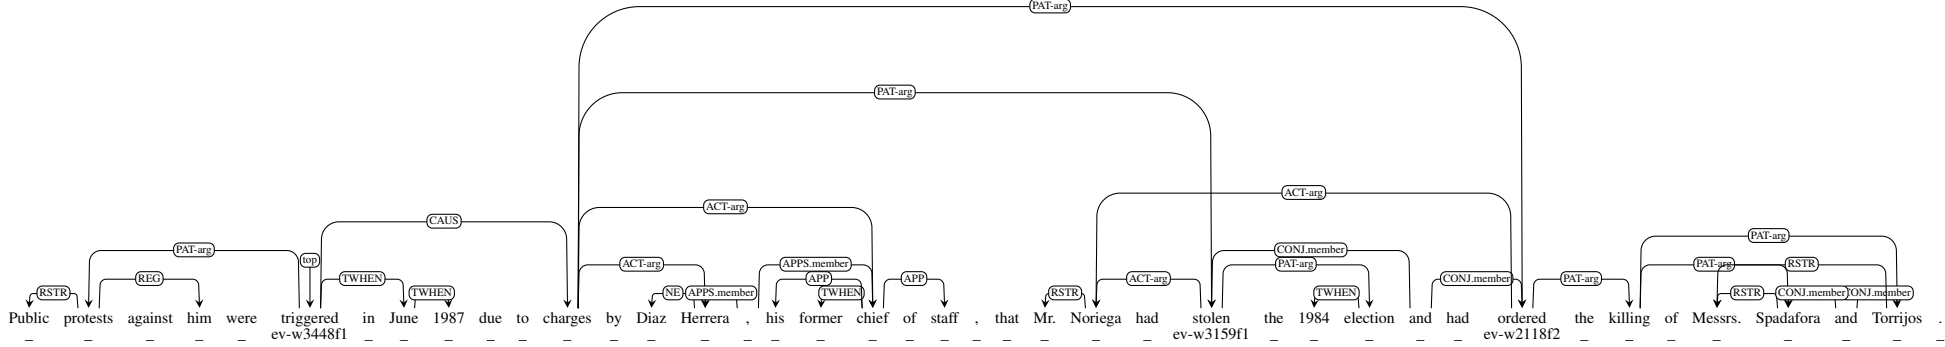 PAT-arg
PAT-arg
ACT-arg
ACT-arg
CAUS
PAT-arg
PAT-arg top CONJ.member
REG TWHEN ACT-arg APPS.member PAT-arg PAT-arg RSTR
APP APP ACT-arg CONJ.member PAT-arg
RSTR TWHEN NE APPS.member TWHEN RSTR TWHEN RSTR CONJ.member CONJ.member
Public protests against him were triggered in June 1987 due to charges by Diaz Herrera , his former chief of staff , that Mr. Noriega had stolen the 1984 election and had ordered the killing of Messrs. Spadafora and Torrijos .
ev-w3448f1 ev-w3159f1 ev-w2118f2
_ _ _ _ _ _ _ _ _ _ _ _ _ _ _ _ _ _ _ _ _ _ _ _ _ _ _ _ _ _ _ _ _ _ _ _ _ _ _ _